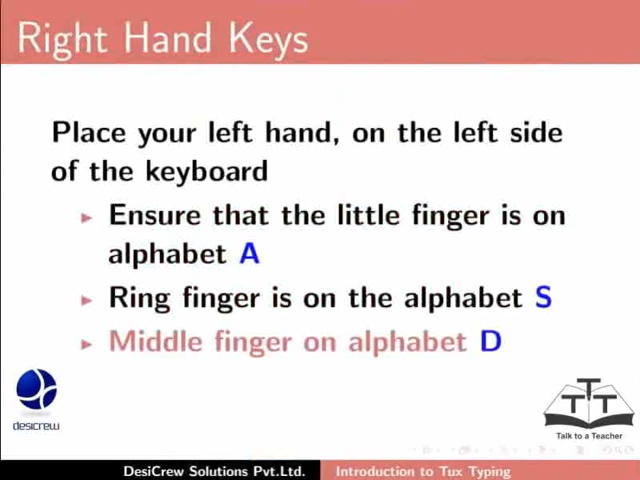 Right Hand Keys
Place your left hand, on the left side
of the keyboard
Ensure that the little finger is on
alphabet A
Ring finger is on the alphabet S
Middle finger on alphabet D
desicrew
T T T
Talk to a Teacher
DesiCrew Solutions Pvt.Ltd. Introduction to Tux Typing